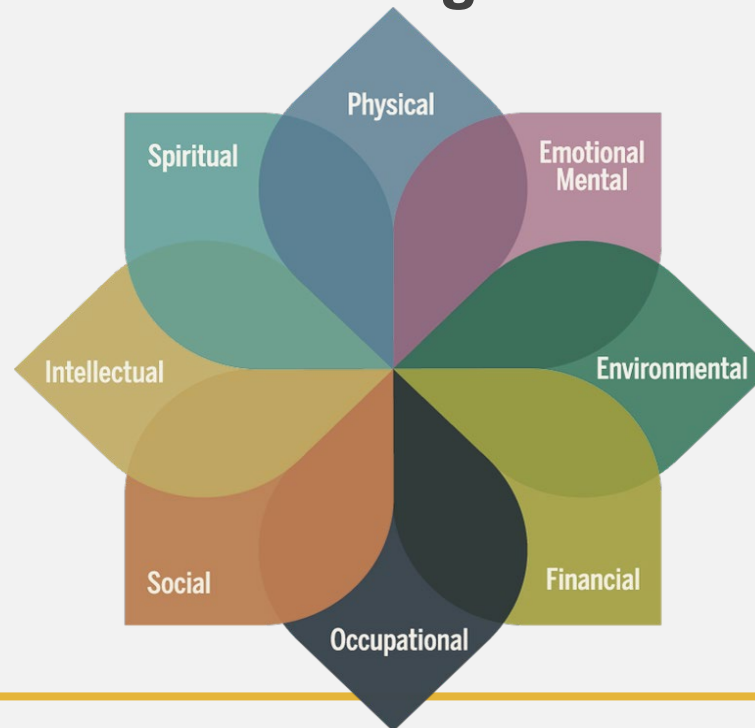 Physical
Spiritual
Emotional
Mental
Intellectual
Environmental
Social
Financial
Occupational